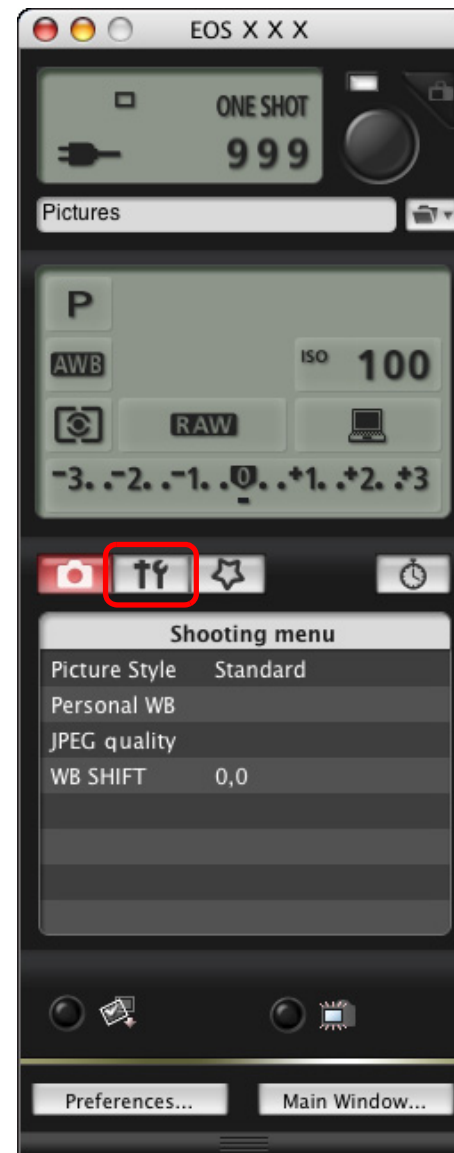 EOS X X X
ONE SHOT
999
Pictures
P
AWB
ISO 100
RAW
-3. .-2. .-1. .0. .+1. .+2. .+3
Shooting menu
Picture Style Standard
Personal WB
JPEG quality
WB SHIFT 0,0
Preferences... Main Window...